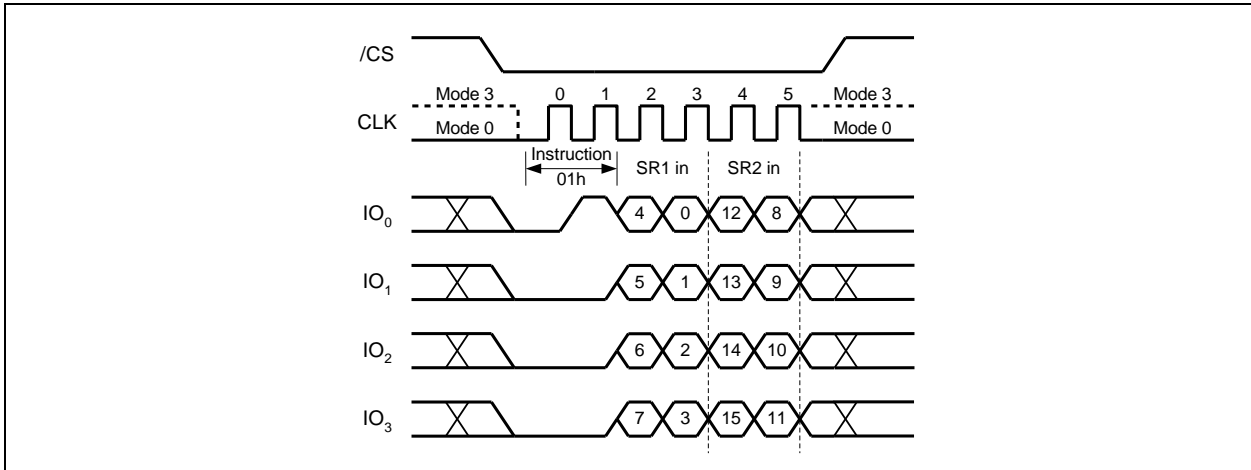 /CS
Mode 3 0 1 2 3 4 5 Mode 3
CLK
Mode 0 Mode 0
Instruction
01h
SR1 in SR2 in
IO0 4 0 12 8
IO1 5 1 13 9
IO2 6 2 14 10
IO3 7 3 15 11